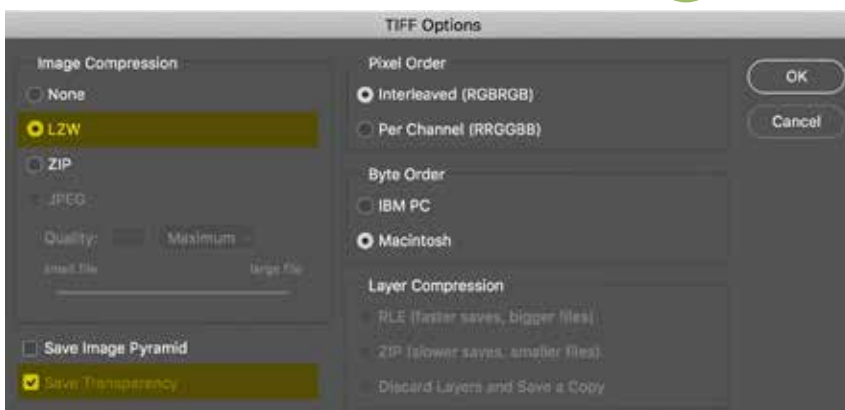 TIFF Options
Image Compression
None
LZW
ZIP
JPEG
Quality:
Maximum
small file
large file
Save Image Pyramid
Save Transparency
Pixel Order
Interleaved (RGBRGB)
Per Channel (RRGGBB)
Byte Order
IBM PC
Macintosh
Layer Compression
RLE (faster saves, bigger files)
ZIP (slower saves, smaller files)
Discard Layers and Save a Copy
OK
Cancel